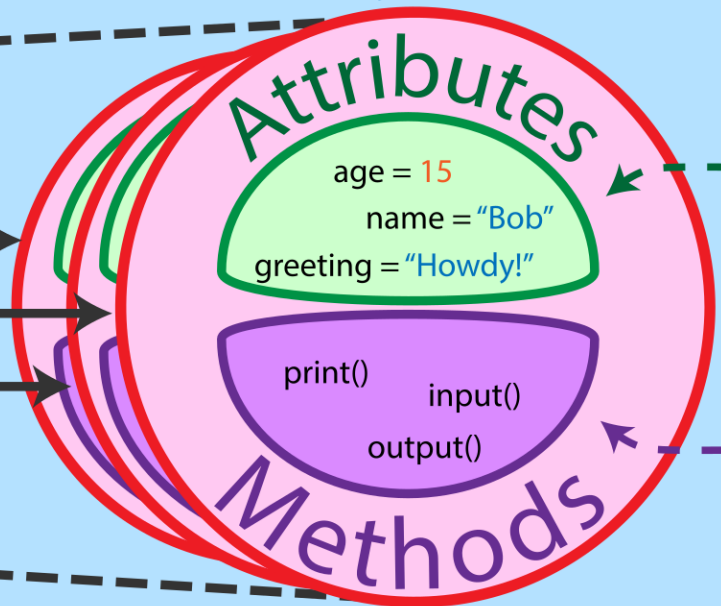 Attributes
age = 15
name = “Bob”
greeting = “Howdy!”
print()
input()
output()
Methods